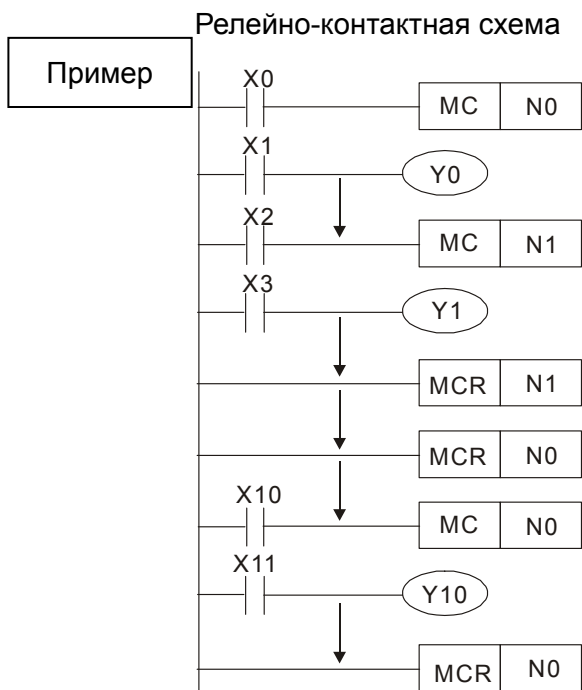 Релейно-контактная схема
Пример
X0
MC N0
X1
Y0
X2
MC N1
X3
Y1
MCR N1
MCR N0
X10
MC N0
X11
Y10
MCR N0